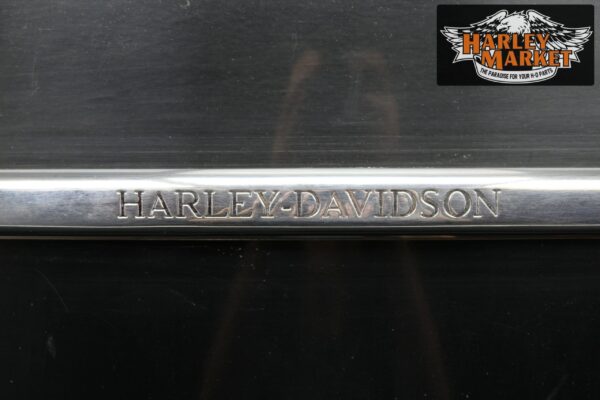 HARLEY
MARKET
THE PARADISE FOR YOUR H-D PARTS
HARLEY-DAVIDSON